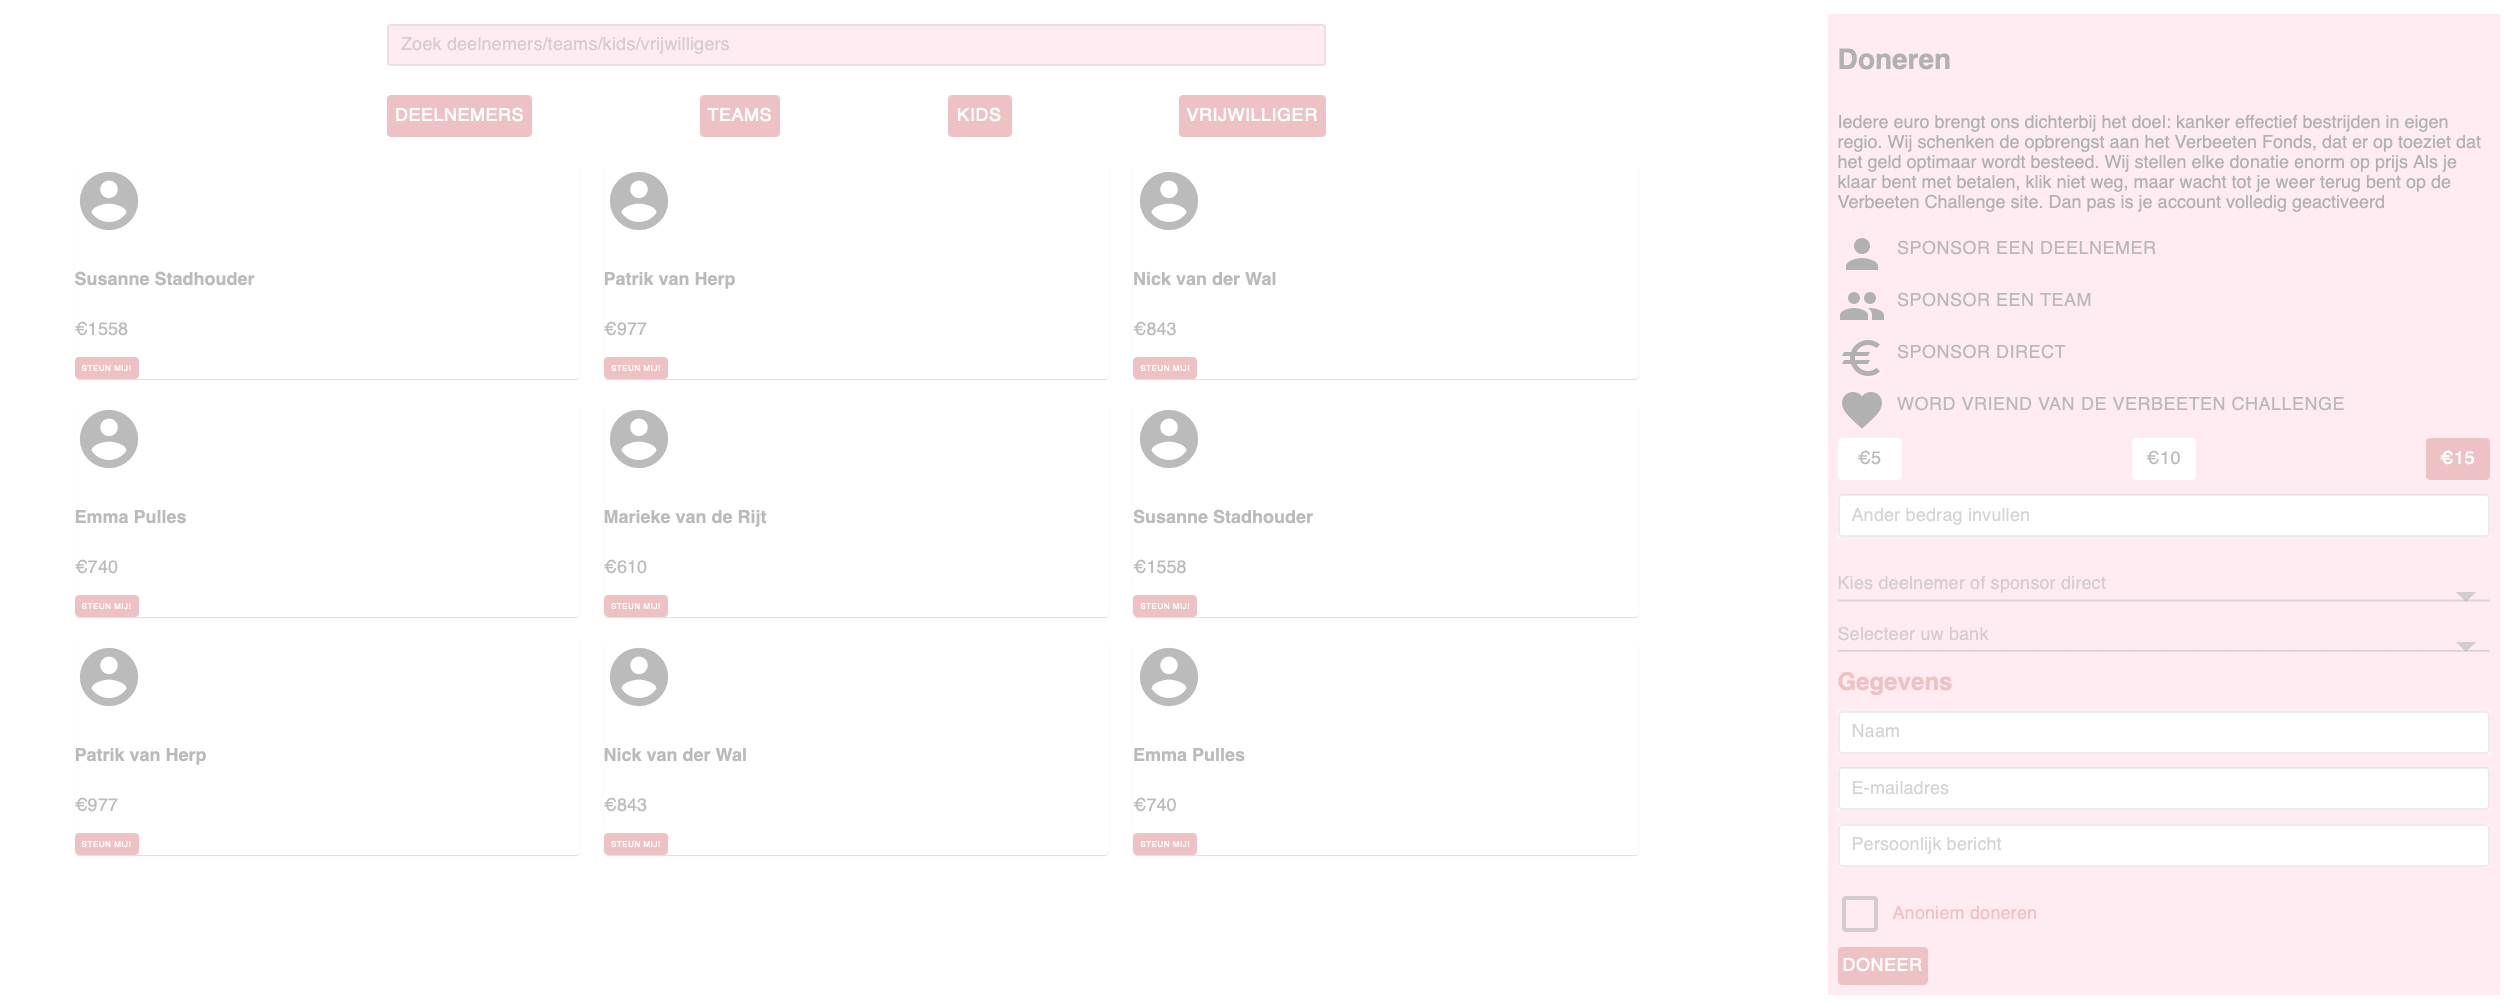 Zoek deelnemers/teams/kids/vrijwilligers
DEELNEMERS TEAMS KIDS VRIJWILLIGER
Susanne Stadhouder
€1558
STEUN MIJ!
Patrik van Herp
€977
STEUN MIJ!
Nick van der Wal
€843
STEUN MIJ!
Emma Pulles
€740
STEUN MIJ!
Marieke van de Rijt
€610
STEUN MIJ!
Susanne Stadhouder
€1558
STEUN MIJ!
Patrik van Herp
€977
STEUN MIJ!
Nick van der Wal
€843
STEUN MIJ!
Emma Pulles
€740
STEUN MIJ!
Doneren
Iedere euro brengt ons dichterbij het doel: kanker effectief bestrijden in eigen
regio. Wij schenken de opbrengst aan het Verbeeten Fonds, dat er op toeziet dat
het geld optimaar wordt besteed. Wij stellen elke donatie enorm op prijs Als je
klaar bent met betalen, klik niet weg, maar wacht tot je weer terug bent op de
Verbeeten Challenge site. Dan pas is je account volledig geactiveerd
SPONSOR EEN DEELNEMER
SPONSOR EEN TEAM
SPONSOR DIRECT
WORD VRIEND VAN DE VERBEETEN CHALLENGE
€5 €10 €15
Ander bedrag invullen
Kies deelnemer of sponsor direct
Selecteer uw bank
Gegevens
Naam
E-mailadres
Persoonlijk bericht
Anoniem doneren
DONEER